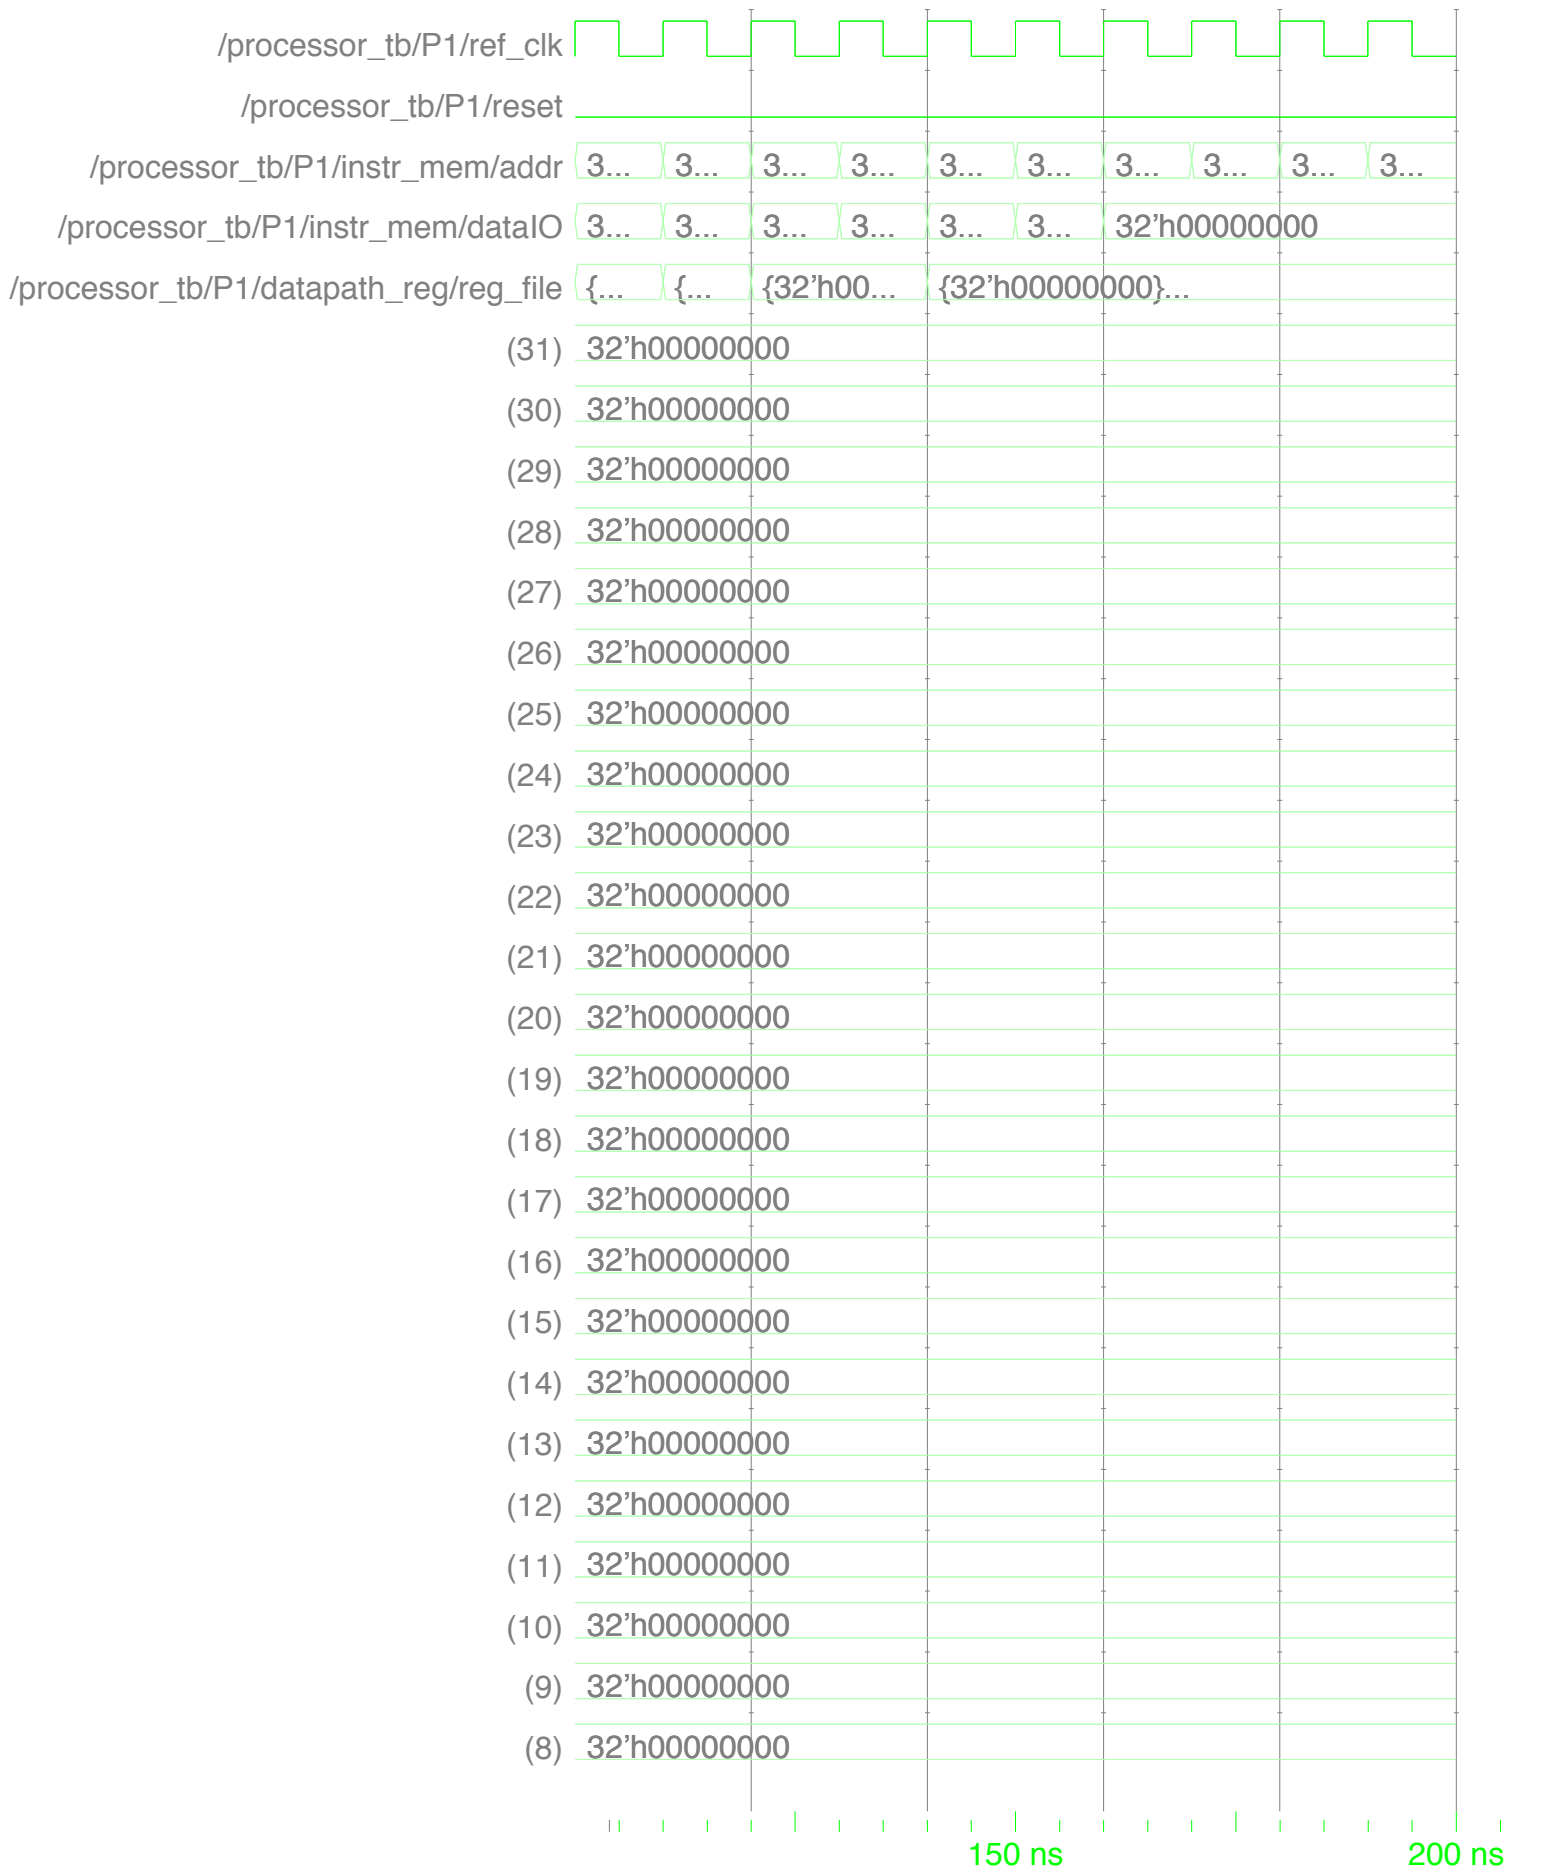 /processor_tb/P1/ref_clk
/processor_tb/P1/reset
/processor_tb/P1/instr_mem/addr 3... 3... 3... 3... 3... 3... 3... 3... 3... 3...
/processor_tb/P1/instr_mem/dataIO 3... 3... 3... 3... 3... 3... 32'h00000000
/processor_tb/P1/datapath_reg/reg_file {... {... {32'h00... {32'h00000000}...
(31) 32'h00000000
(30) 32'h00000000
(29) 32'h00000000
(28) 32'h00000000
(27) 32'h00000000
(26) 32'h00000000
(25) 32'h00000000
(24) 32'h00000000
(23) 32'h00000000
(22) 32'h00000000
(21) 32'h00000000
(20) 32'h00000000
(19) 32'h00000000
(18) 32'h00000000
(17) 32'h00000000
(16) 32'h00000000
(15) 32'h00000000
(14) 32'h00000000
(13) 32'h00000000
(12) 32'h00000000
(11) 32'h00000000
(10) 32'h00000000
(9) 32'h00000000
(8) 32'h00000000
150 ns 200 ns